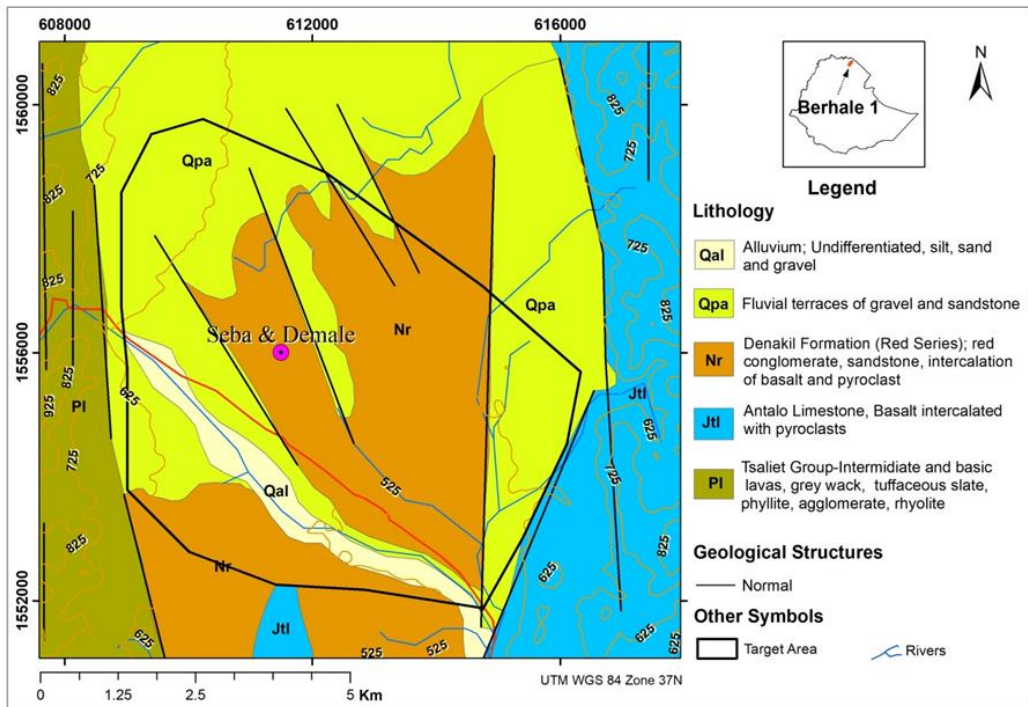 608000
612000
616000
1560000
1556000
1552000
825
825
725
825
825
825
925
725
825
625
Pl
Qpa
Seba & Demale
Nr
Qpa
625
Qal
525
Nr
Jtl
625
525
525
825
725
725
825
Jtl
625
725
825
625
625
625
Berhale 1
N
Legend
Lithology
Qal Alluvium; Undifferentiated, silt, sand
and gravel
Qpa Fluvial terraces of gravel and sandstone
Nr Denakil Formation (Red Series); red
conglomerate, sandstone, intercalation
of basalt and pyroclast
Jtl Antalo Limestone, Basalt intercalated
with pyroclasts
Pl Tsaliet Group-Intermidiate and basic
lavas, grey wack, tuffaceous slate,
phyllite, agglomerate, rhyolite
Geological Structures
Normal
Other Symbols
Target Area
Rivers
UTM WGS 84 Zone 37N
0 1.25 2.5 5 Km